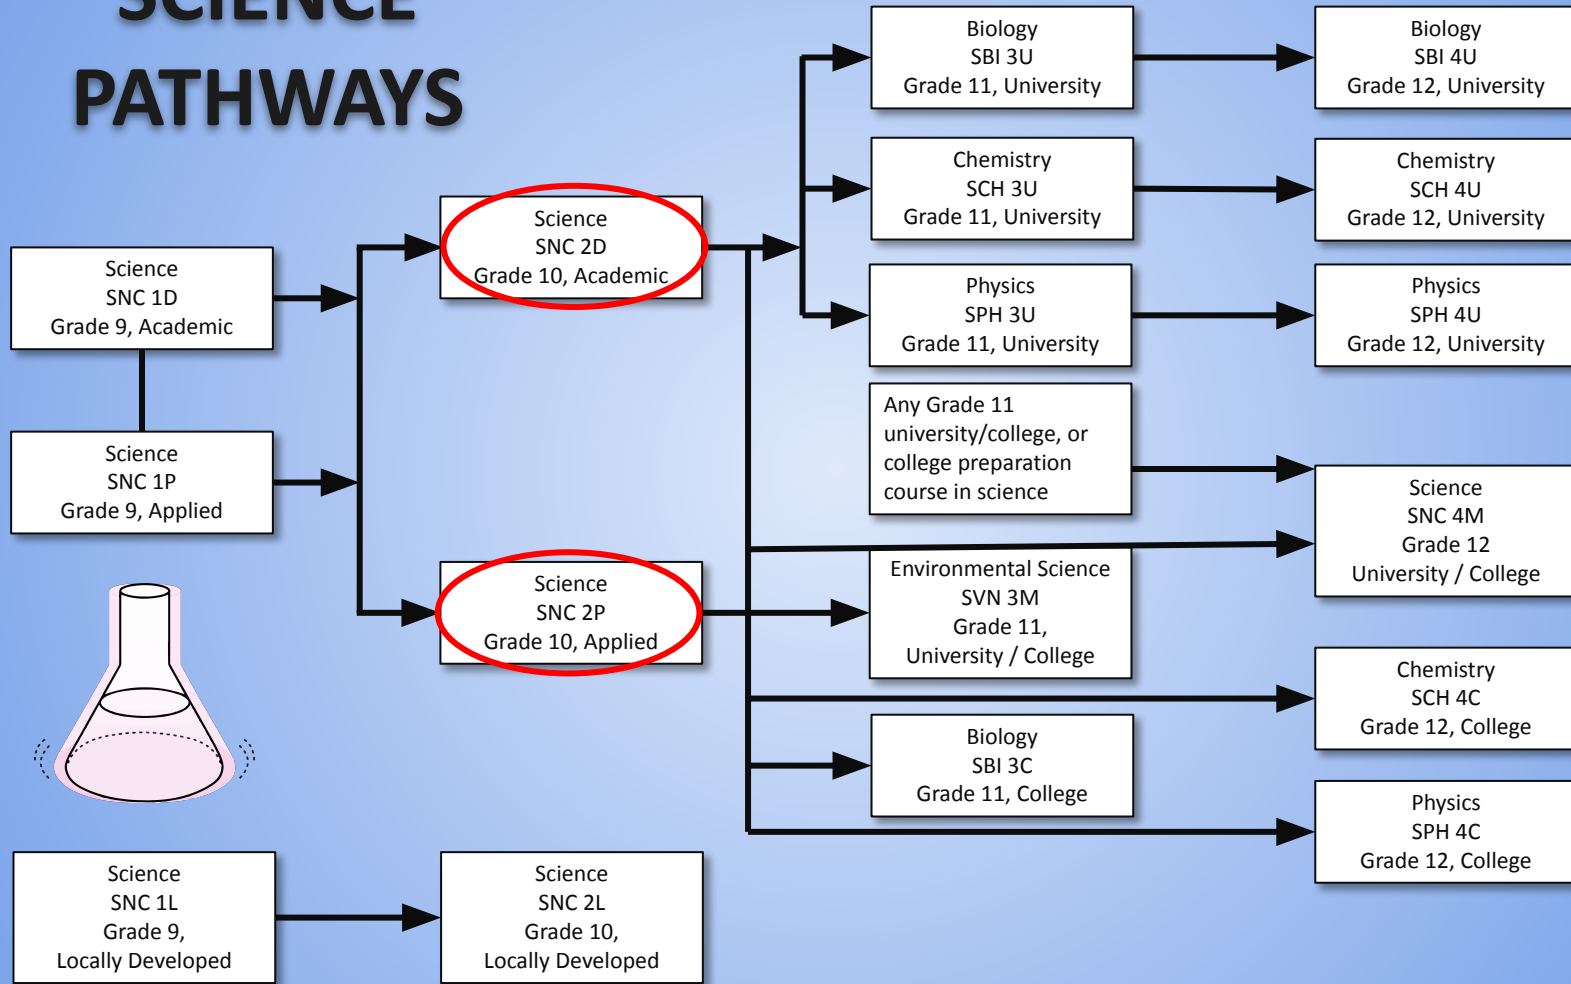 SCIENCE
PATHWAYS
Science
SNC 1D
Grade 9, Academic
Science
SNC 1P
Grade 9, Applied
Science
SNC 1L
Grade 9,
Locally Developed
Science
SNC 2D
Grade 10, Academic
Science
SNC 2P
Grade 10, Applied
Science
SNC 2L
Grade 10,
Locally Developed
Biology
SBI 3U
Grade 11, University
Chemistry
SCH 3U
Grade 11, University
Physics
SPH 3U
Grade 11, University
Any Grade 11
university/college, or
college preparation
course in science
Environmental Science
SVN 3M
Grade 11,
University / College
Biology
SBI 3C
Grade 11, College
Biology
SBI 4U
Grade 12, University
Chemistry
SCH 4U
Grade 12, University
Physics
SPH 4U
Grade 12, University
Science
SNC 4M
Grade 12
University / College
Chemistry
SCH 4C
Grade 12, College
Physics
SPH 4C
Grade 12, College